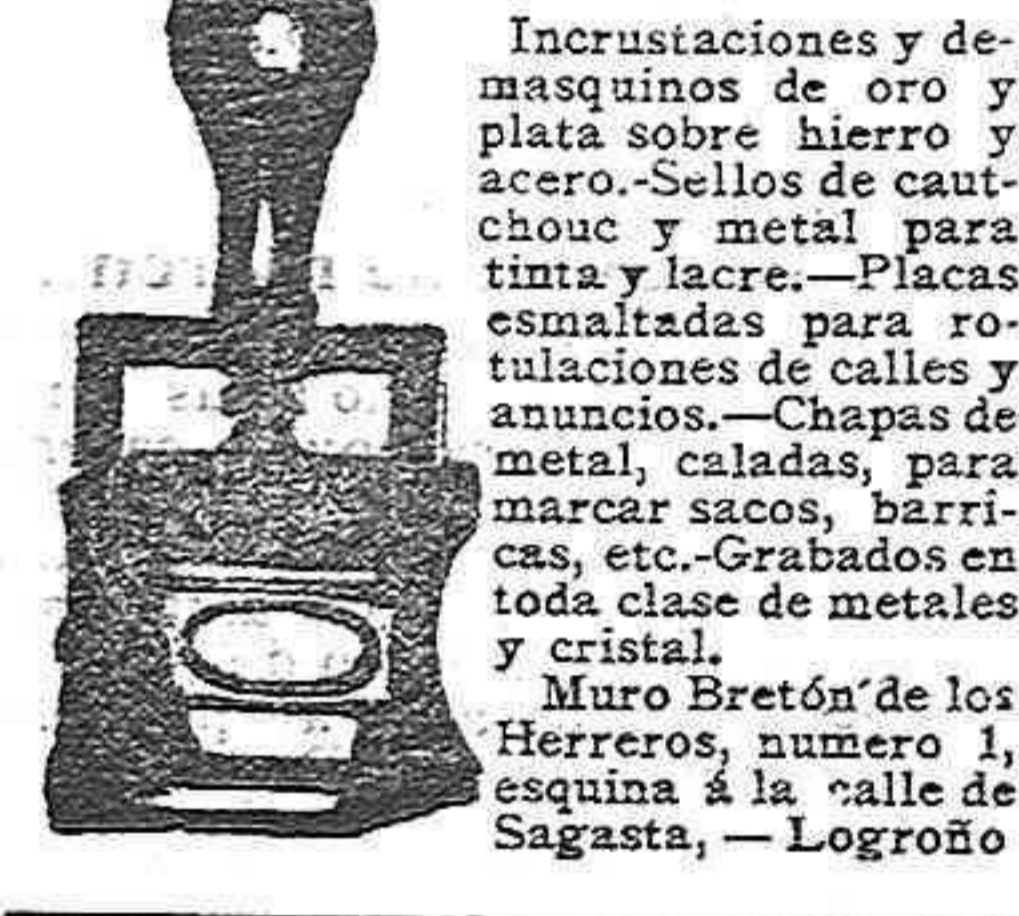 Incrustaciones y de-
masquinos de oro y
plata sobre hierro y
acero.-Sellos de caut-
chouc y metal para
tinta y lacre.—Placas
esmaltadas para ro-
tulaciones de calles y
anuncios.—Chapas de
metal, caladas, para
marcar sacos, barri-
cas, etc.-Grabados en
toda clase de metales
y cristal.
Muro Bretón de los
Herreros, numero 1,
esquina á la calle de
Sagasta, — Logroño